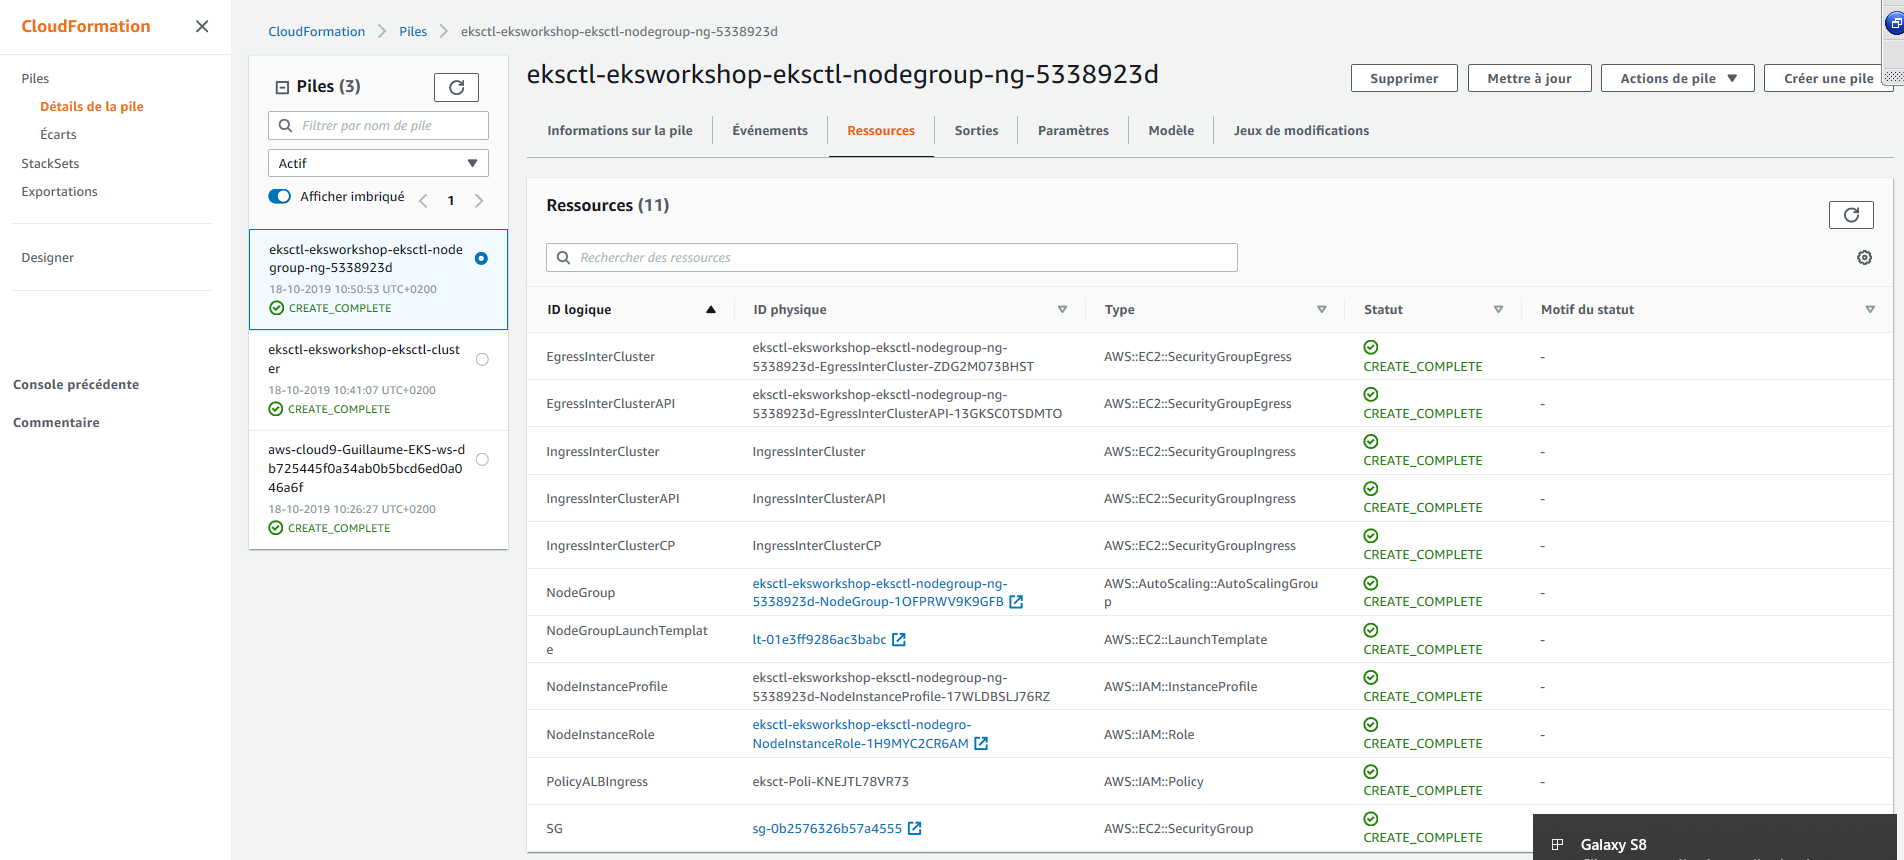 CloudFormation
Piles
Détails de la pile
Écarts
StackSets
Exportations
Designer
Console précédente
Commentaire
CloudFormation
Piles
eksctl-eksworkshop-eksctl-nodegroup-ng-5338923d
Piles (3)
Filtrer par nom de pile
Actif
Afficher imbriqué
1
eksctl-eksworkshop-eksctl-node
group-ng-5338923d
18-10-2019 10:50:53 UTC+0200
CREATE_COMPLETE
eksctl-eksworkshop-eksctl-clust
er
18-10-2019 10:41:07 UTC+0200
CREATE_COMPLETE
aws-cloud9-Guillaume-EKS-ws-d
b725445f0a34ab0b5bcd6ed0a0
046a6f
18-10-2019 10:26:27 UTC+0200
CREATE_COMPLETE
eksctl-eksworkshop-eksctl-nodegroup-ng-5338923d
Supprimer
Mettre à jour
Actions de pile
Créer une pile
Informations sur la pile
Événements
Ressources
Sorties
Paramètres
Modèle
Jeux de modifications
Ressources (11)
Rechercher des ressources
ID logique
ID physique
Type
Statut
Motif du statut
EgressInterCluster
eksctl-eksworkshop-eksctl-nodegroup-ng-
5338923d-EgressInterCluster-ZDG2M073BHST
AWS::EC2::SecurityGroupEgress
CREATE_COMPLETE
-
EgressInterClusterAPI
eksctl-eksworkshop-eksctl-nodegroup-ng-
5338923d-EgressInterClusterAPI-13GKSC0TSDMTO
AWS::EC2::SecurityGroupEgress
CREATE_COMPLETE
-
IngressInterCluster
IngressInterCluster
AWS::EC2::SecurityGroupIngress
CREATE_COMPLETE
-
IngressInterClusterAPI
IngressInterClusterAPI
AWS::EC2::SecurityGroupIngress
CREATE_COMPLETE
-
IngressInterClusterCP
IngressInterClusterCP
AWS::EC2::SecurityGroupIngress
CREATE_COMPLETE
-
NodeGroup
eksctl-eksworkshop-eksctl-nodegroup-ng-
5338923d-NodeGroup-1OFPRWV9K9GFB
AWS::AutoScaling::AutoScalingGrou
p
CREATE_COMPLETE
-
NodeGroupLaunchTemplat
e
lt-01e3ff9286ac3babc
AWS::EC2::LaunchTemplate
CREATE_COMPLETE
-
NodeInstanceProfile
eksctl-eksworkshop-eksctl-nodegroup-ng-
5338923d-NodeInstanceProfile-17WLDBSLJ76RZ
AWS::IAM::InstanceProfile
CREATE_COMPLETE
-
NodeInstanceRole
eksctl-eksworkshop-eksctl-nodegro-
NodeInstanceRole-1H9MYC2CR6AM
AWS::IAM::Role
CREATE_COMPLETE
-
PolicyALBIngress
eksct-Poli-KNEJTL78VR73
AWS::IAM::Policy
CREATE_COMPLETE
-
SG
sg-0b2576326b57a4555
AWS::EC2::SecurityGroup
CREATE_COMPLETE
Galaxy S8